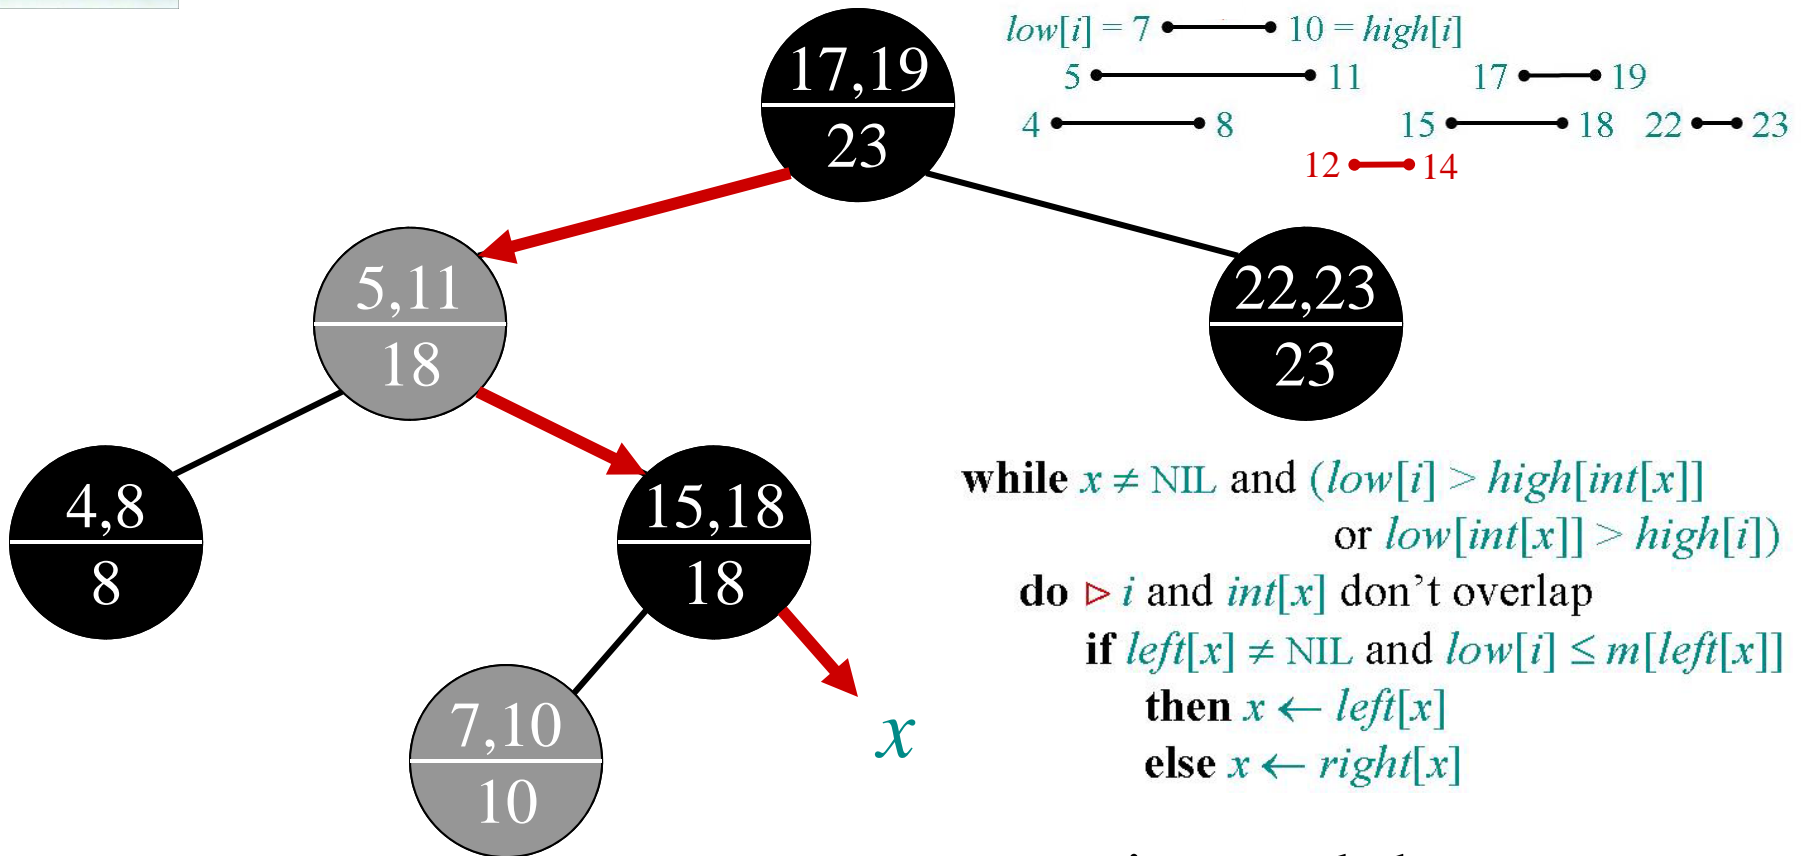 17,19
23
low[i] = 7 10 = high[i]
5 11 17 19
4 8 15 18 22 23
12 14
5,11
18
22,23
23
4,8
8
15,18
18
7,10
10
x
while x ≠ NIL and (low[i] > high[int[x]]
or low[int[x]] > high[i])
do ▷ i and int[x] don’t overlap
if left[x] ≠ NIL and low[i] ≤ m[left[x]]
then x ← left[x]
else x ← right[x]